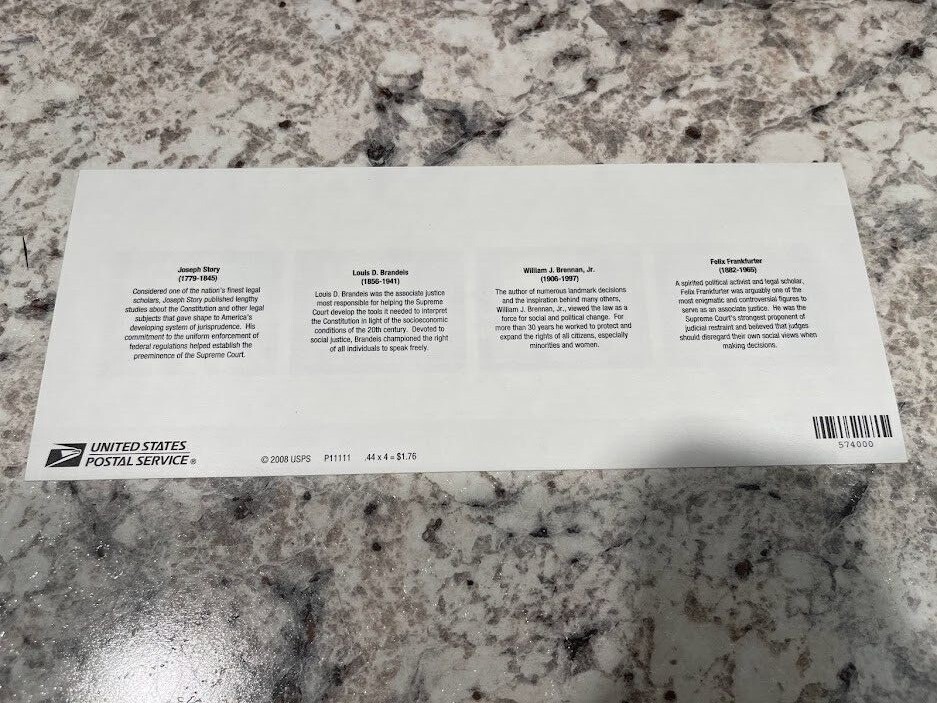 Joseph Story
(1779-1845)
Considered one of the nation's finest legal
scholars, Joseph Story published lengthy
studies about the Constitution and other legal
subjects that gave shape to America's
developing system of jurisprudence. His
commitment to the uniform enforcement of
federal regulations helped establish the
preeminence of the Supreme Court.
Louis D. Brandeis
(1856-1941)
Louis D. Brandeis was the associate justice
most responsible for helping the Supreme
Court develop the tools it needed to interpret
the Constitution in light of the socioeconomic
conditions of the 20th century. Devoted to
social justice, Brandeis championed the right
of all individuals to speak freely.
William J. Brennan, Jr.
(1906-1997)
The author of numerous landmark decisions
and the inspiration behind many others,
William J. Brennan, Jr., viewed the law as a
force for social and political change. For
more than 30 years he worked to protect and
expand the rights of all citizens, especially
minorities and women.
Felix Frankfurter
(1882-1965)
A spirited political activist and legal scholar,
Felix Frankfurter was arguably one of the
most enigmatic and controversial figures to
serve as an associate justice. He was the
Supreme Court's strongest proponent of
judicial restraint and believed that judges
should disregard their own social views when
making decisions.
UNITED STATES
POSTAL SERVICE ®
© 2008 USPS P11111 .44 x 4 = $1.76
574000